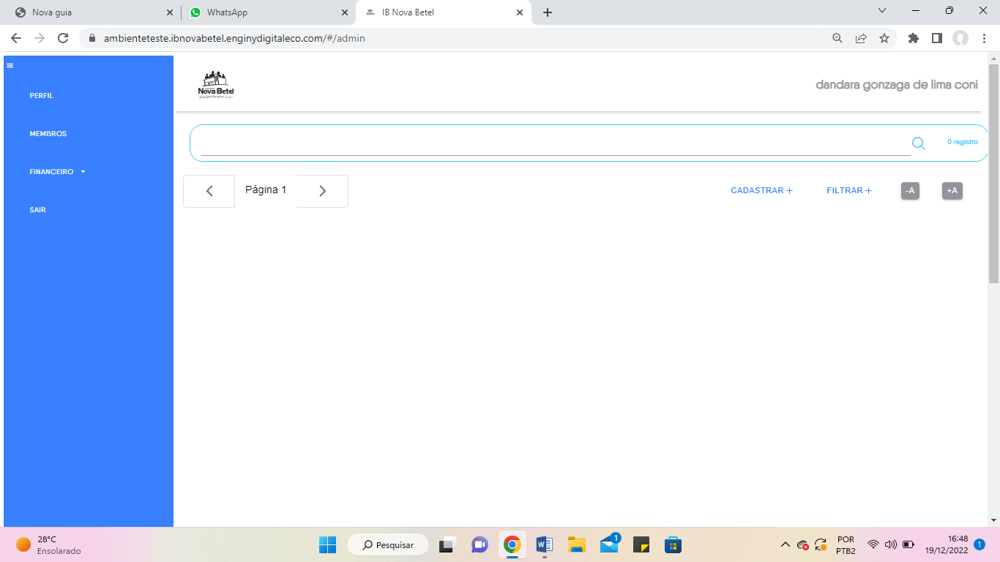 Nova guia
WhatsApp
IB Nova Betel
ambienteteste.ibnovabetel.enginydigitaleco.com/#/admin
PERFIL
MEMBROS
FINANCEIRO
SAIR
Nova Betel
dandara gonzaga de lima coni
0 registro
Página 1
CADASTRAR +
FILTRAR +
-A
+A
28°C
Ensolarado
Pesquisar
1
POR
PTB2
16:48
19/12/2022
1